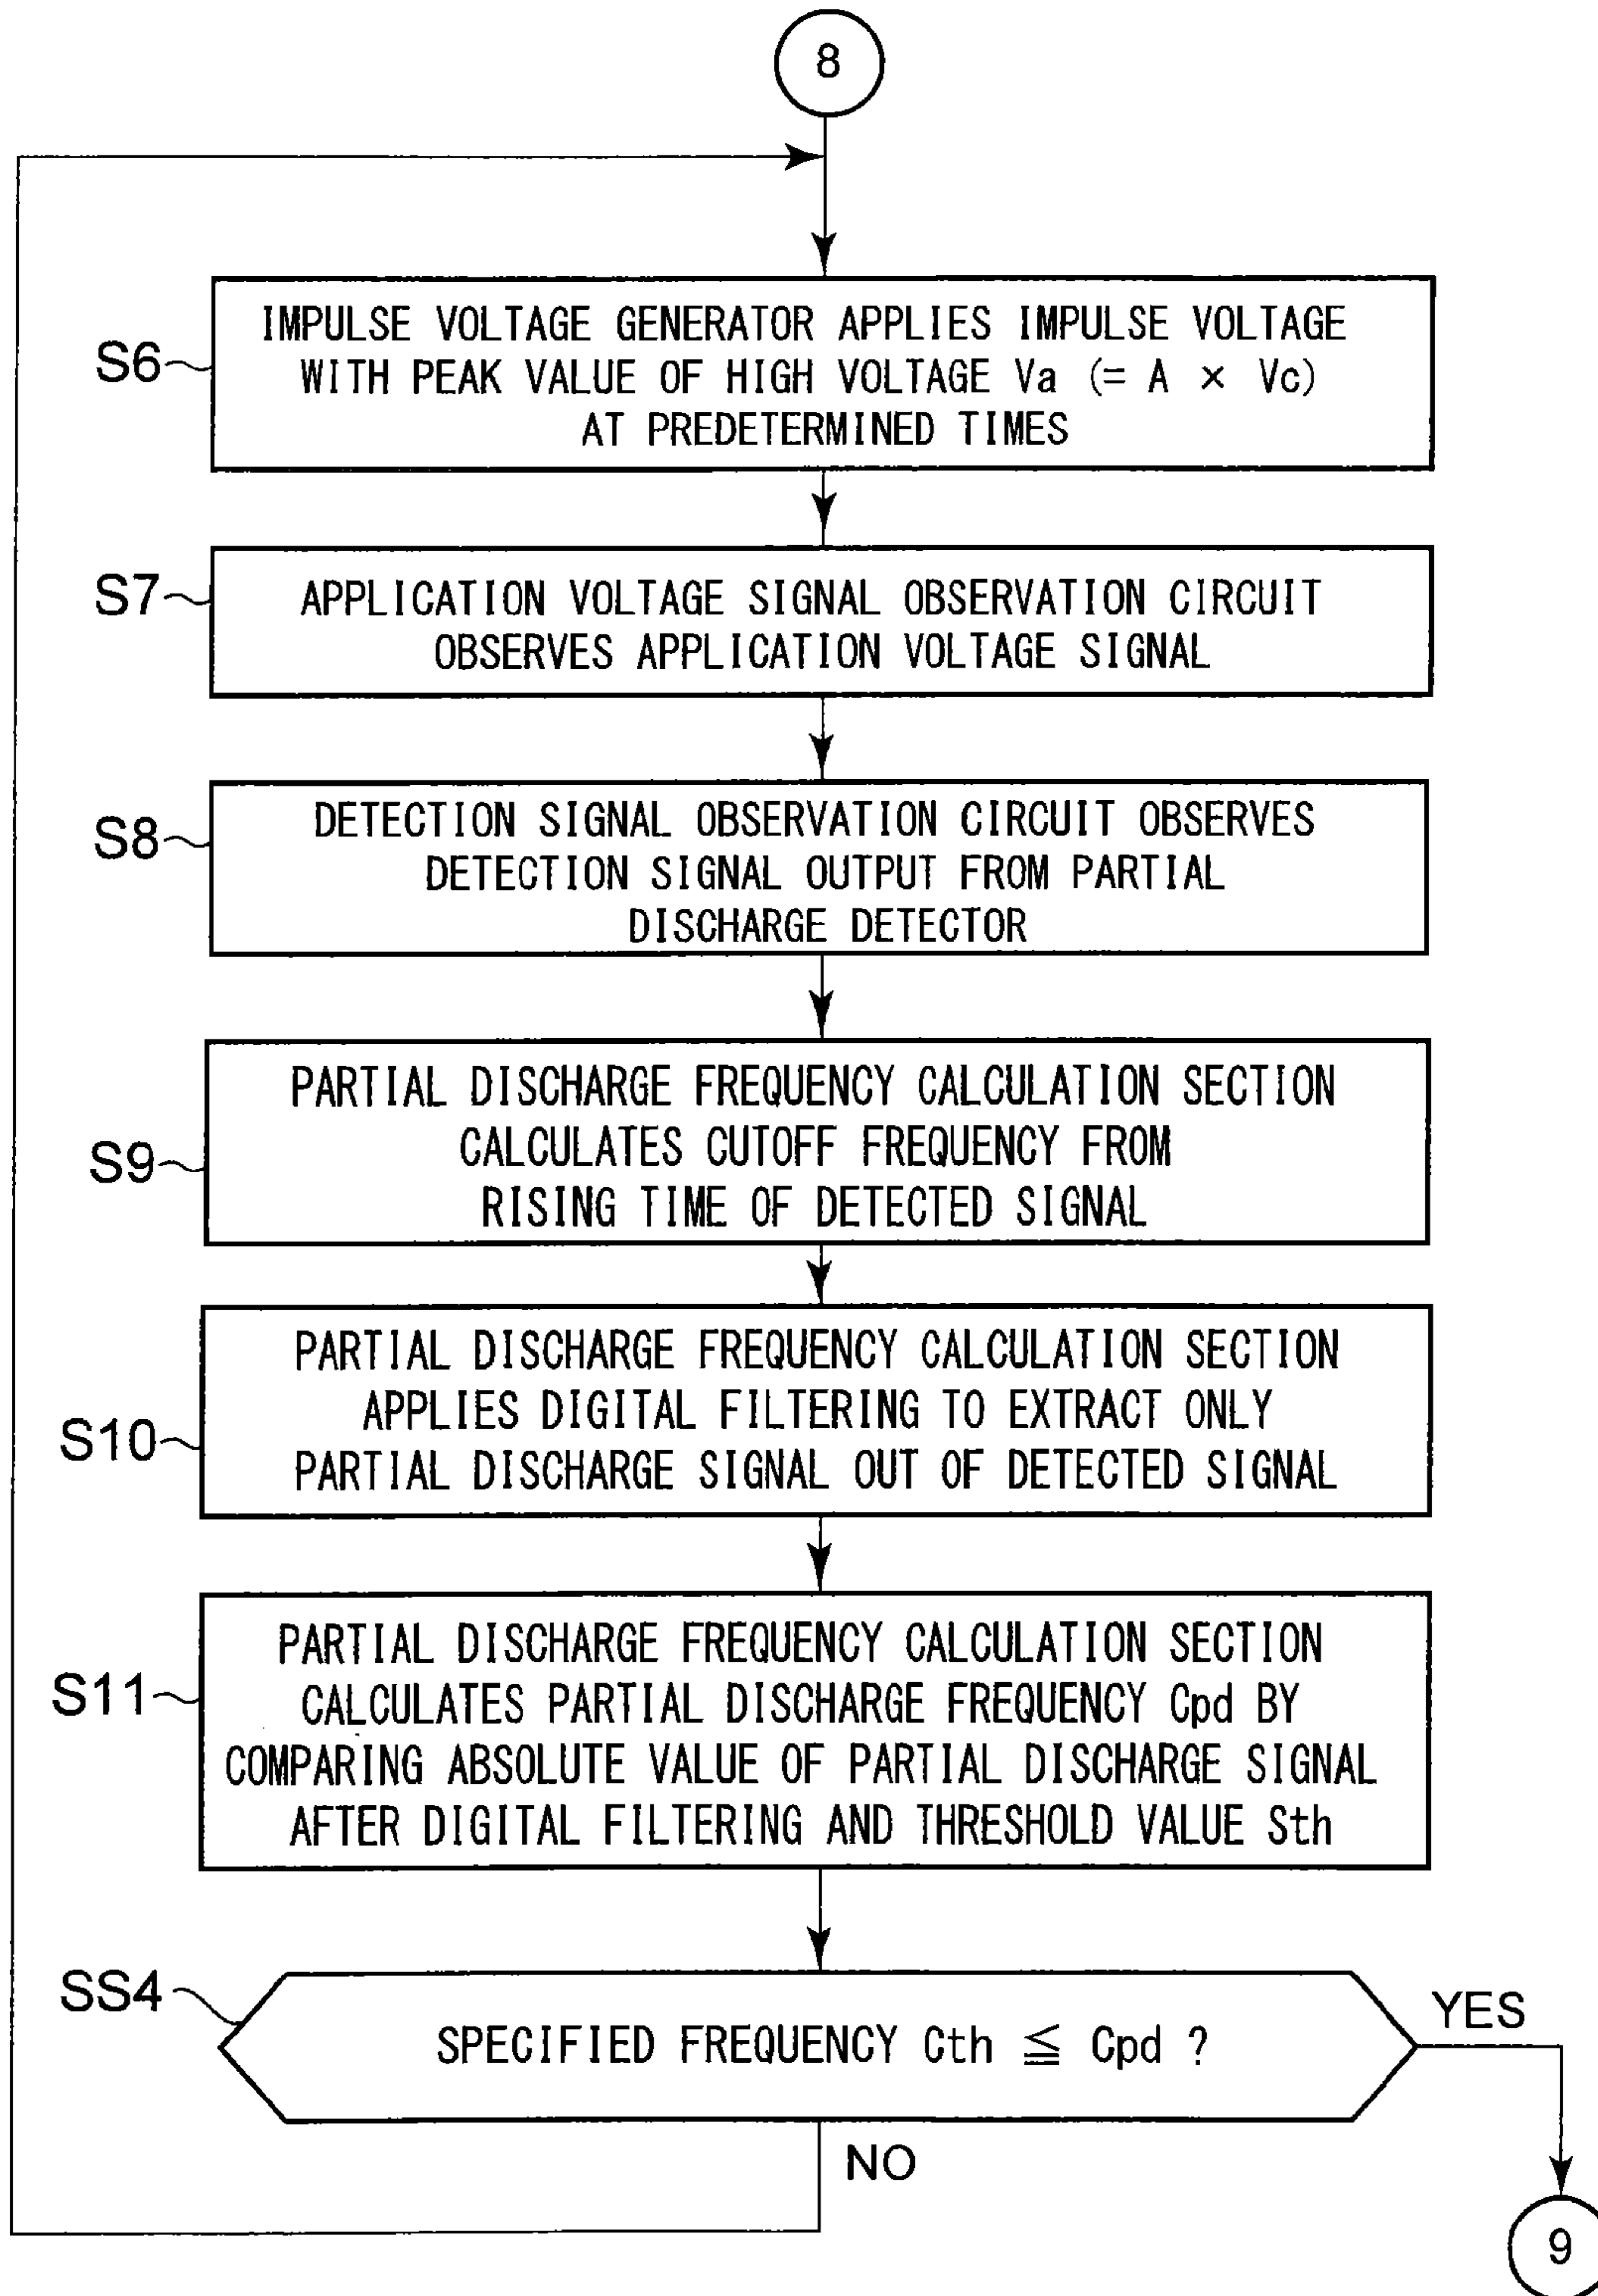 8
S6
IMPULSE VOLTAGE GENERATOR APPLIES IMPULSE VOLTAGE
WITH PEAK VALUE OF HIGH VOLTAGE Va (= A × Vc)
AT PREDETERMINED TIMES
S7
APPLICATION VOLTAGE SIGNAL OBSERVATION CIRCUIT
OBSERVES APPLICATION VOLTAGE SIGNAL
S8
DETECTION SIGNAL OBSERVATION CIRCUIT OBSERVES
DETECTION SIGNAL OUTPUT FROM PARTIAL
DISCHARGE DETECTOR
S9
PARTIAL DISCHARGE FREQUENCY CALCULATION SECTION
CALCULATES CUTOFF FREQUENCY FROM
RISING TIME OF DETECTED SIGNAL
S10
PARTIAL DISCHARGE FREQUENCY CALCULATION SECTION
APPLIES DIGITAL FILTERING TO EXTRACT ONLY
PARTIAL DISCHARGE SIGNAL OUT OF DETECTED SIGNAL
S11
PARTIAL DISCHARGE FREQUENCY CALCULATION SECTION
CALCULATES PARTIAL DISCHARGE FREQUENCY Cpd BY
COMPARING ABSOLUTE VALUE OF PARTIAL DISCHARGE SIGNAL
AFTER DIGITAL FILTERING AND THRESHOLD VALUE Sth
SS4
SPECIFIED FREQUENCY Cth ≦ Cpd ?
YES
NO
9